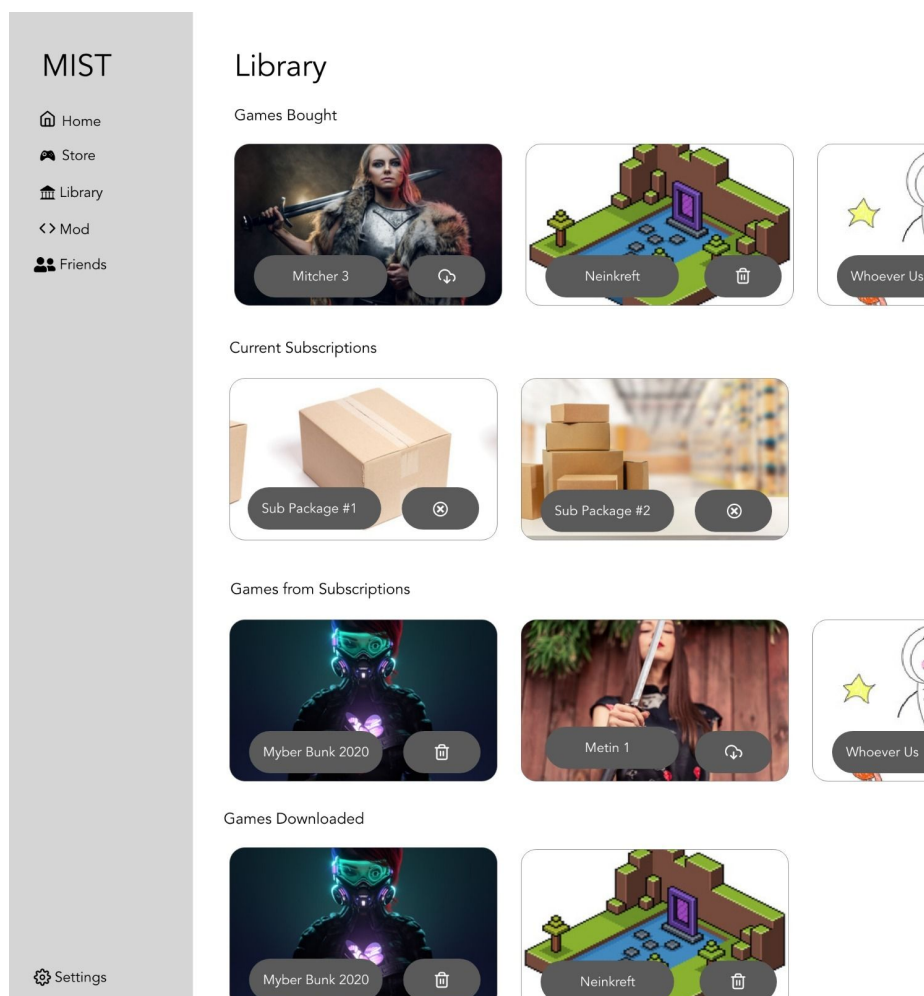 MIST
Home
Store
Library
Mod
Friends
Settings
Library
Games Bought
Mitcher 3
Neinkreft
Whoever Us
Current Subscriptions
Sub Package #1
Sub Package #2
Games from Subscriptions
Myber Bunk 2020
Metin 1
Whoever Us
Games Downloaded
Myber Bunk 2020
Neinkreft